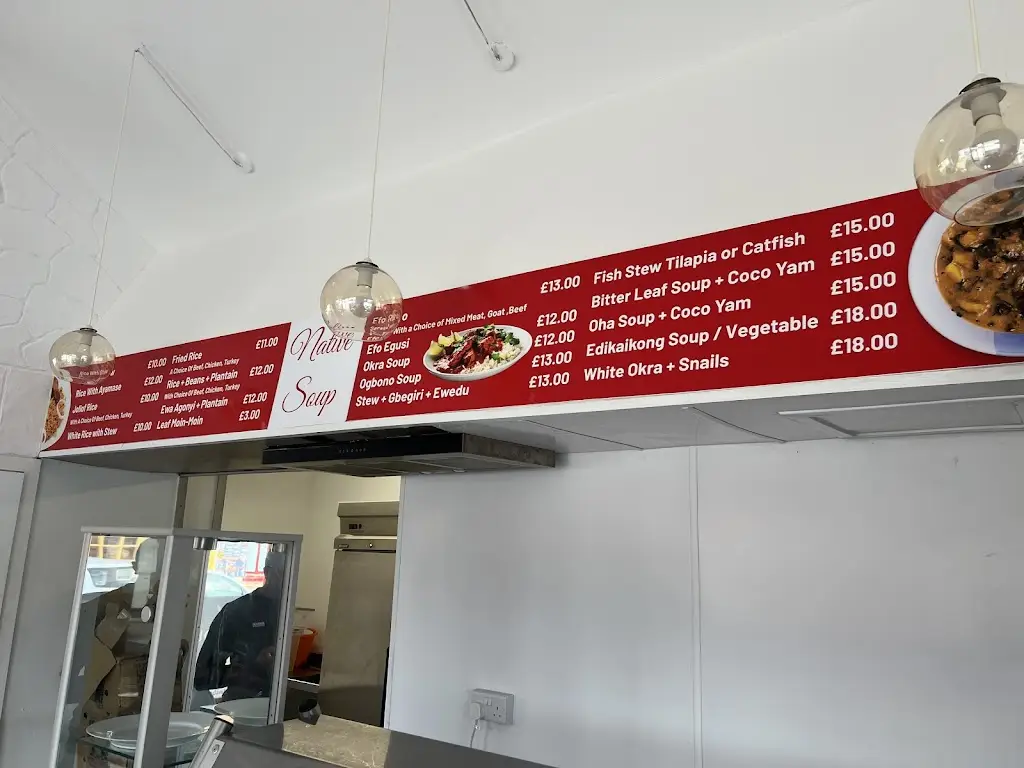 Rice With Ayamase
£10.00
Jollof Rice
£12.00
With A Choice Of Beef, Chicken, Turkey
£10.00
White Rice with Stew
£10.00
Fried Rice
£11.00
A Choice Of Beef, Chicken, Turkey
Rice + Beans + Plantain
£12.00
With Choice Of Beef, Chicken, Turkey
Ewa Agonyi + Plantain
£12.00
Leaf Moin-Moin
£3.00
Native
Soup
Efo
£13.00
With a Choice of Mixed Meat, Goat ,Beef
Efo Egusi
£12.00
Okra Soup
£12.00
Ogbono Soup
£13.00
Stew + Gbegiri + Ewedu
£13.00
Fish Stew Tilapia or Catfish
£15.00
Bitter Leaf Soup + Coco Yam
£15.00
Oha Soup + Coco Yam
£15.00
Edikaikong Soup / Vegetable
£18.00
White Okra + Snails
£18.00